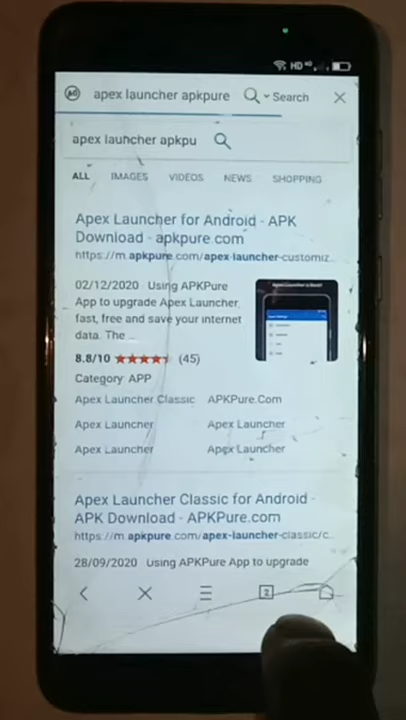 HD 4G
AD apex launcher apkpure Search
apex launcher apkpu
ALL IMAGES VIDEOS NEWS SHOPPING
Apex Launcher for Android - APK
Download - apkpure.com
https://m.apkpure.com/apex-launcher-customiz...
02/12/2020 Using APKPure
App to upgrade Apex Launcher,
fast, free and save your internet
data. The ...
8.8/10 ★★★★★ (45)
Category APP
Apex Launcher Classic APKPure.Com
Apex Launcher Apex Launcher
Apex Launcher Apex Launcher
Apex Launcher Classic for Android -
APK Download - APKPure.com
https://m.apkpure.com/apex-launcher-classic/c...
28/09/2020 Using APKPure App to upgrade
2